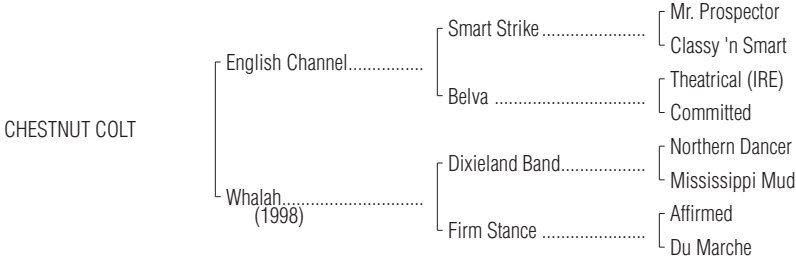 Mr. Prospector
Smart Strike......................
Classy 'n Smart
English Channel................
Theatrical (IRE)
Belva ................................
Committed
CHESTNUT COLT
Northern Dancer
Dixieland Band..................
Mississippi Mud
Whalah..............................
(1998)
Affirmed
Firm Stance ......................
Du Marche